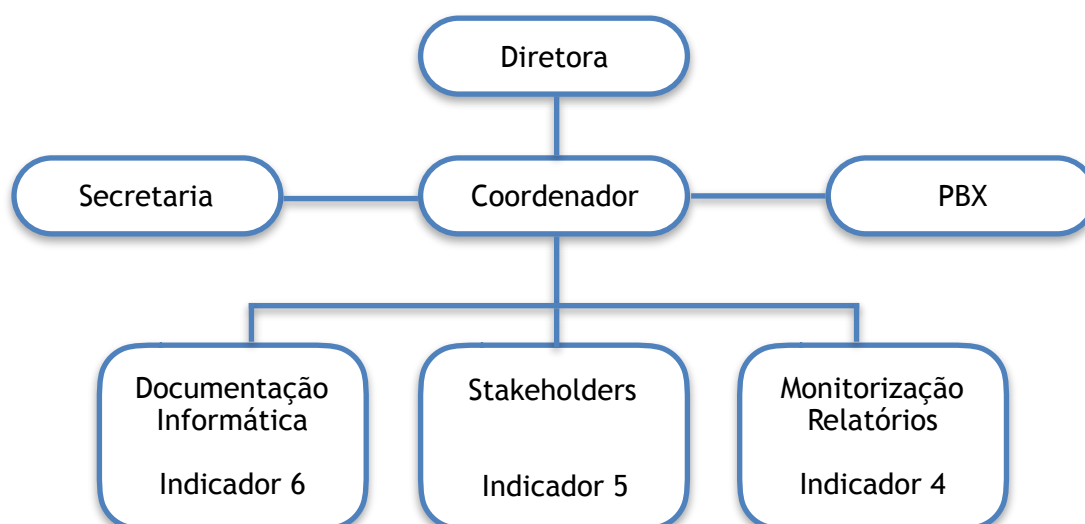 Diretora
Secretaria
Coordenador
PBX
Documentação
Informática
Indicador 6
Stakeholders
Indicador 5
Monitorização
Relatórios
Indicador 4